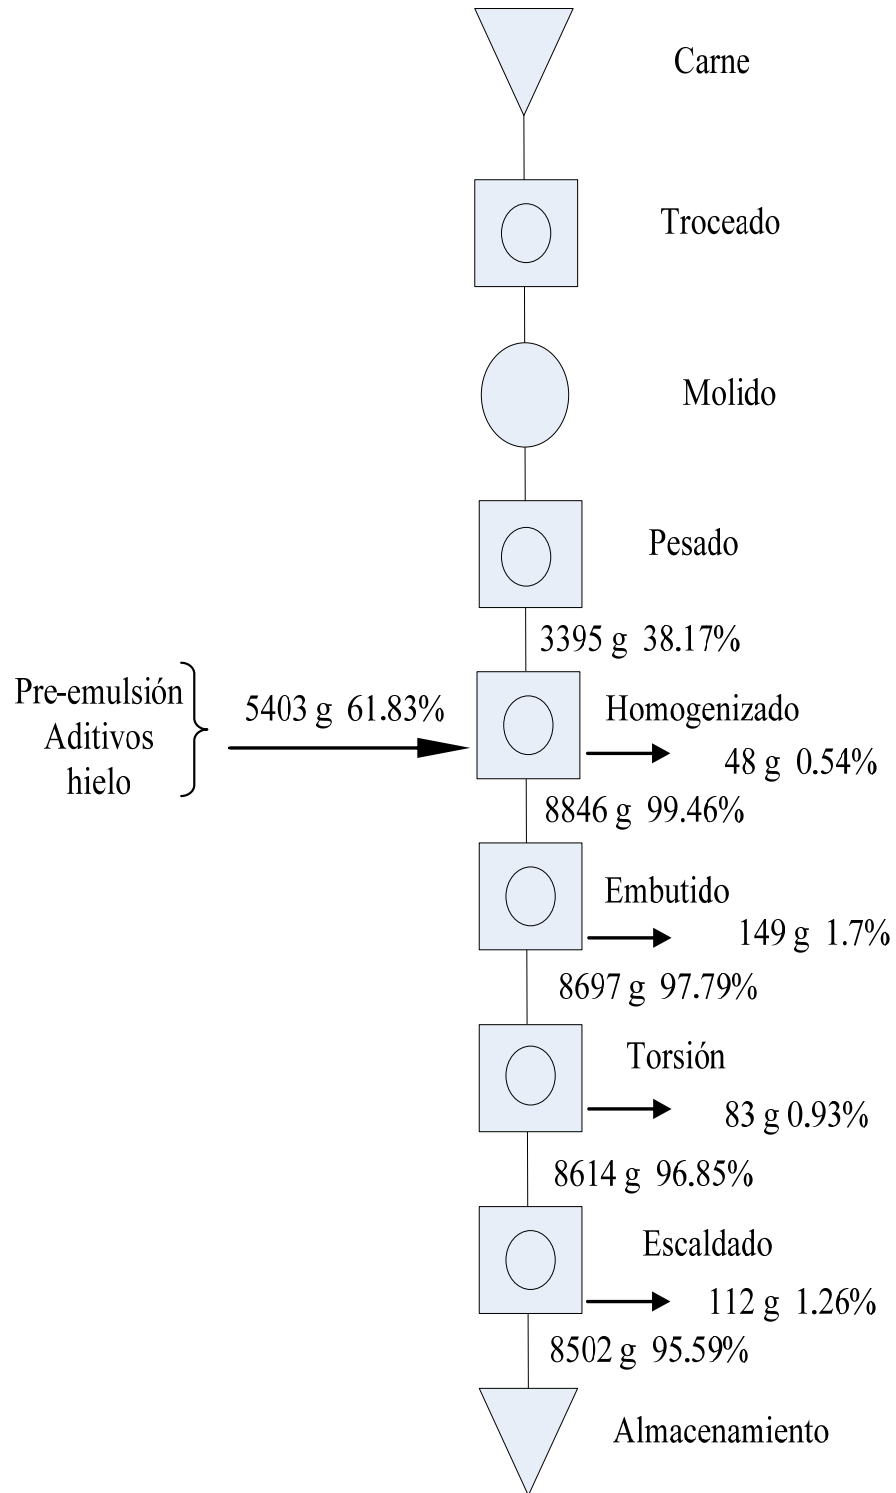 Carne
Troceado
Molido
Pesado
3395 g 38.17%
Pre-emulsión
Aditivos
hielo
5403 g 61.83%
Homogenizado
48 g 0.54%
8846 g 99.46%
Embutido
149 g 1.7%
8697 g 97.79%
Torsión
83 g 0.93%
8614 g 96.85%
Escaldado
112 g 1.26%
8502 g 95.59%
Almacenamiento